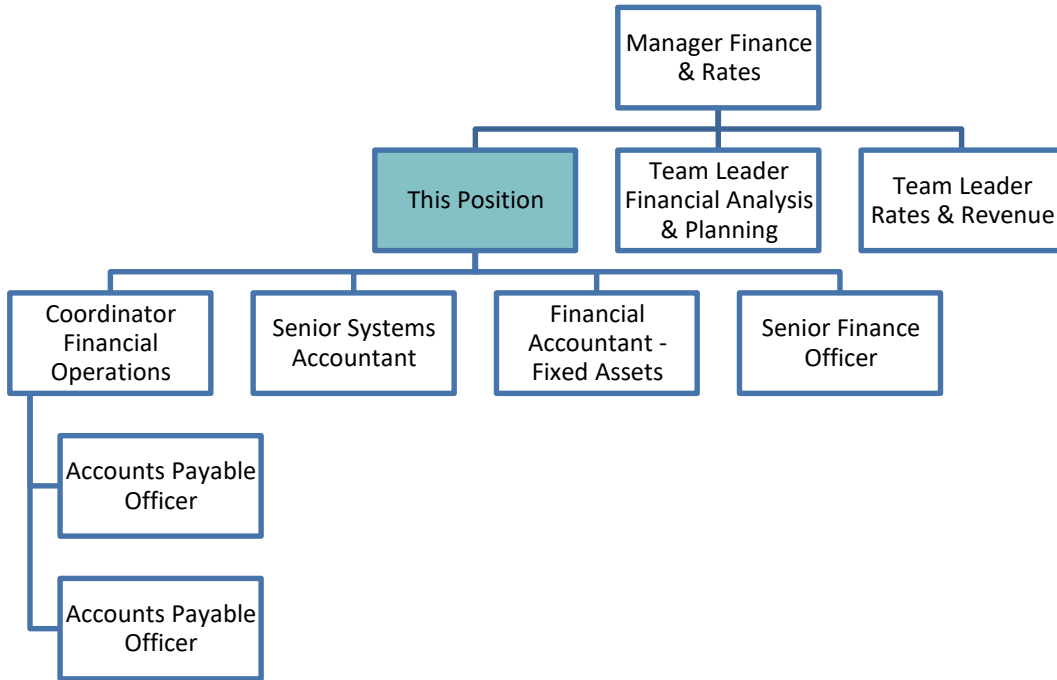 Manager Finance
& Rates
This Position
Team Leader
Financial Analysis
& Planning
Team Leader
Rates & Revenue
Coordinator
Financial
Operations
Senior Systems
Accountant
Financial
Accountant -
Fixed Assets
Senior Finance
Officer
Accounts Payable
Officer
Accounts Payable
Officer